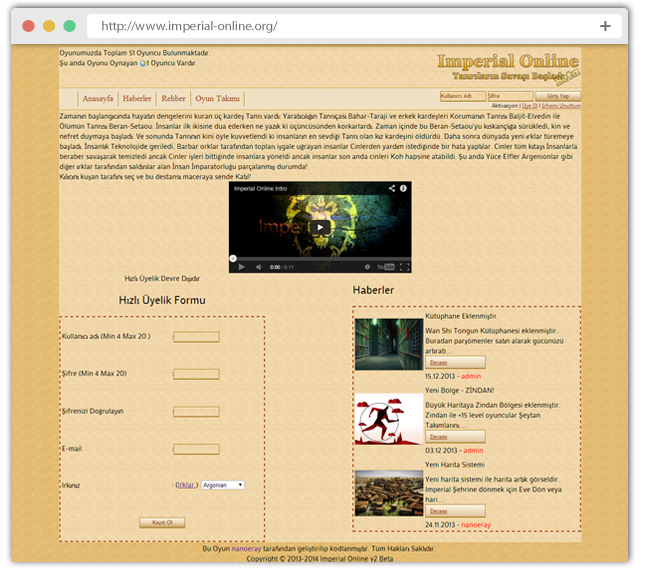 http://www.imperial-online.org/
Oyunumuzda Toplam 51 Oyuncu Bulunmaktadır.
Şu anda Oyunu Oynayan 1 Oyuncu Vardır.
Imperial Online
Tanrıların Savaşı Başladı..
Anasayfa | Haberler | Rehber | Oyun Takımı |
Kullanıcı Adı Şifre Giriş Yap
Aktivasyon | Üye Ol | Şifremi Unuttum
Zamanın başlangıcında hayatın dengelerini kuran üç kardeş Tanrı vardı. Yaratıcılığın Tanrıçası Bahar-Taraji ve erkek kardeşleri Korumanın Tanrısı Baljit-Elvedin ile
Ölümün Tanrısı Beran-Setaou. İnsanlar ilk ikisine dua ederken ne yazık ki üçüncüsünden korkarlardı. Zaman içinde bu Beran-Setaou'yu kıskançlığa sürükledi, kin ve
nefret duymaya başladı. Ve sonunda Tanrının kini öyle kuvvetlendi ki insanların en sevdiği Tanrı olan kız kardeşini öldürdü. Daha sonra dünyada yeni ırklar türemeye
başladı. İnsanlık Teknolojide geriledi. Barbar orklar tarafından topları işgale uğrayan insanlar Cinlerden yardım istediğinde bir hata yaptılar. Cinler tüm kıtayı İnsanlarla
beraber savaşarak temizledi ancak Cinler işleri bittiğinde insanlara yöneldi ancak insanlar son anda cinleri Koh hapsine atabildi. Şu anda Yüce Elfler Argenionlar gibi
diğer ırklar tarafından saldırılar alan İnsan İmparatorluğu parçalanmış durumda!
Kılıcını kuşan tarafını seç ve bu destansı maceraya sende Katıl!
Imperial Online Intro
Imper
0:00 / 0:11
YouTube
Hızlı Üyelik Devre Dışıdır
Hızlı Üyelik Formu
Kullanıcı adı (Min 4 Max 20 ) :
Şifre (Min 4 Max 20) :
Şifrenizi Doğrulayın :
E-mail :
Irkınız : (Irklar ) Argonian
Kayıt Ol
Haberler
Kütüphane Eklenmiştir.
Wan Shi Tongun Kütüphanesi eklenmiştir.
Buradan parşömenler satın alarak gücünüzü
artırab....
Devamı
15.12.2013 - admin
Yeni Bölge - ZİNDAN!
Büyük Haritaya Zindan Bölgesi eklenmiştir.
Zindan ile +15 level oyuncular Şeytan
Takımlarını....
Devamı
03.12.2013 - admin
Yeni Harita Sistemi
Yeni harita sistemi ile harita artık görseldir.
Imperial Şehrine dönmek için Eve Dön veya
hari....
Devamı
24.11.2013 - nanoeray
Bu Oyun nanoeray tarafından geliştirilip kodlanmıştır. Tüm Hakları Saklıdır.
Copyright © 2013-2014 Imperial Online v2 Beta